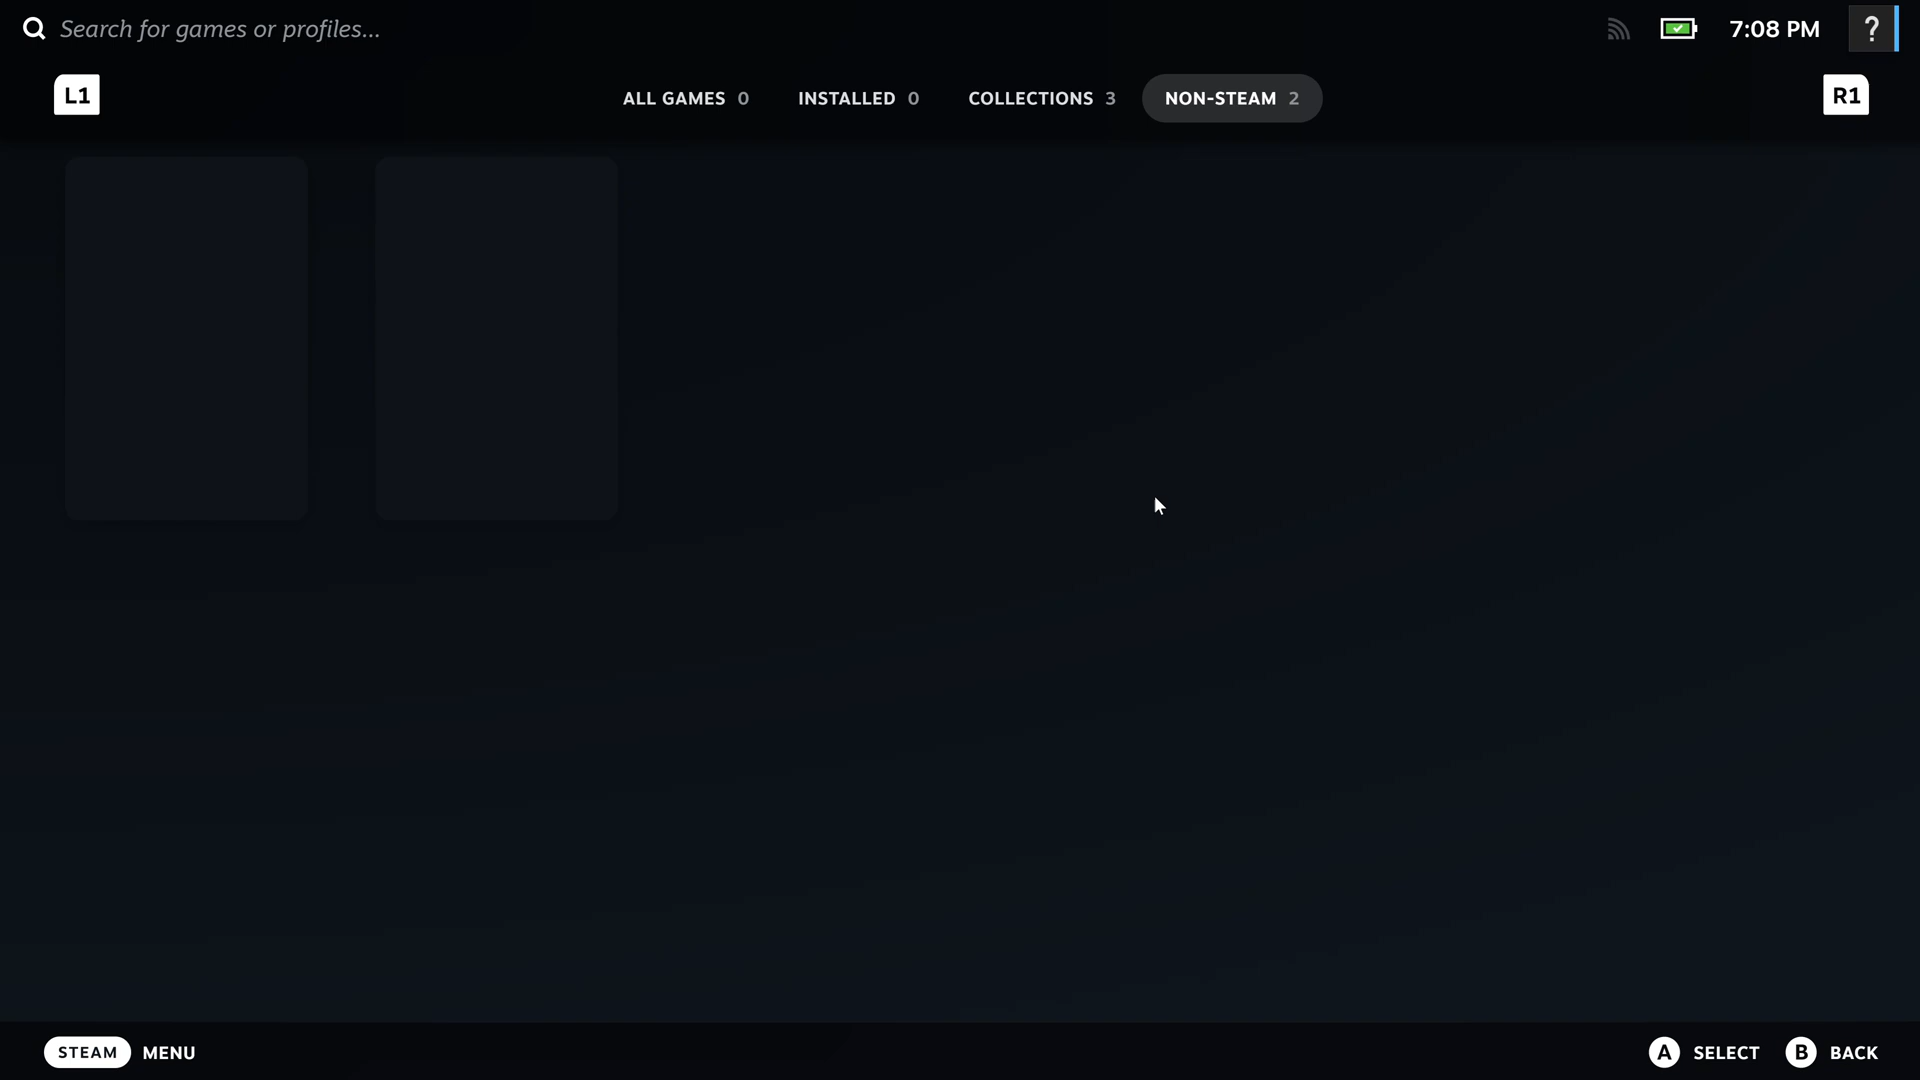 Search for games or profiles...
7:08 PM
?
L1
ALL GAMES 0
INSTALLED 0
COLLECTIONS 3
NON-STEAM 2
R1
STEAM MENU
A SELECT
B BACK